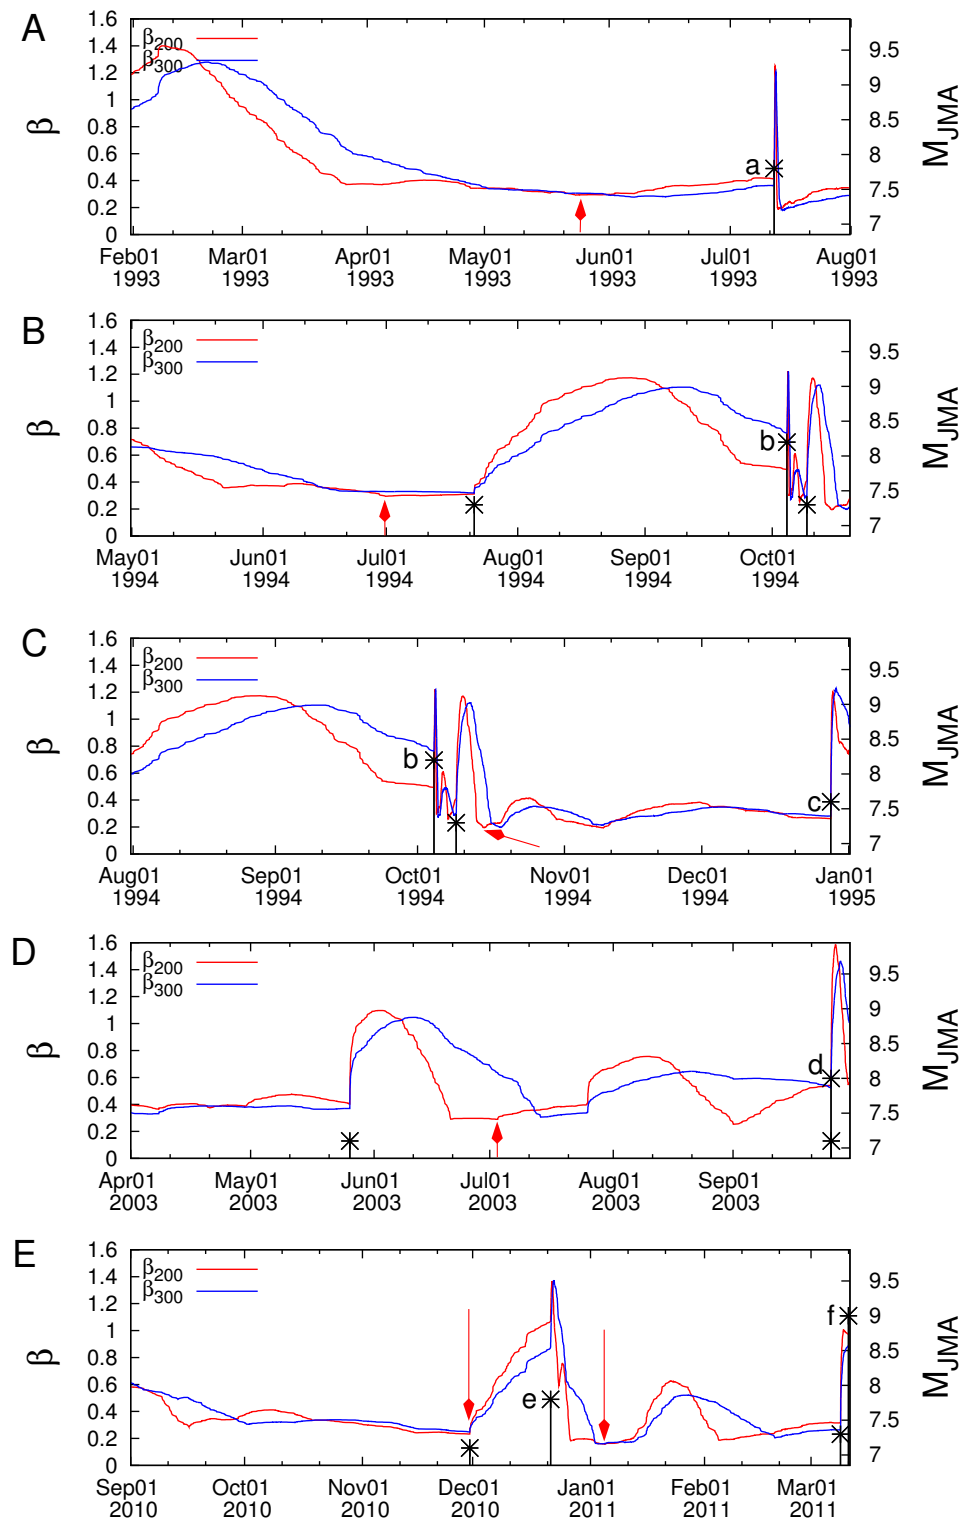 A
1.6
1.4
1.2
1
0.8
0.6
0.4
0.2
0
β
β200
β300
a
9.5
9
8.5
8
7.5
7
MJMA
Feb01 Mar01 Apr01 May01 Jun01 Jul01 Aug01
1993 1993 1993 1993 1993 1993 1993
B
1.6
1.4
1.2
1
0.8
0.6
0.4
0.2
0
β
β200
β300
b
9.5
9
8.5
8
7.5
7
MJMA
May01 Jun01 Jul01 Aug01 Sep01 Oct01
1994 1994 1994 1994 1994 1994
C
1.6
1.4
1.2
1
0.8
0.6
0.4
0.2
0
β
β200
β300
b
c
9.5
9
8.5
8
7.5
7
MJMA
Aug01 Sep01 Oct01 Nov01 Dec01 Jan01
1994 1994 1994 1994 1994 1995
D
1.6
1.4
1.2
1
0.8
0.6
0.4
0.2
0
β
β200
β300
d
9.5
9
8.5
8
7.5
7
MJMA
Apr01 May01 Jun01 Jul01 Aug01 Sep01
2003 2003 2003 2003 2003 2003
E
1.6
1.4
1.2
1
0.8
0.6
0.4
0.2
0
β
β200
β300
e
f
9.5
9
8.5
8
7.5
7
MJMA
Sep01 Oct01 Nov01 Dec01 Jan01 Feb01 Mar01
2010 2010 2010 2010 2011 2011 2011